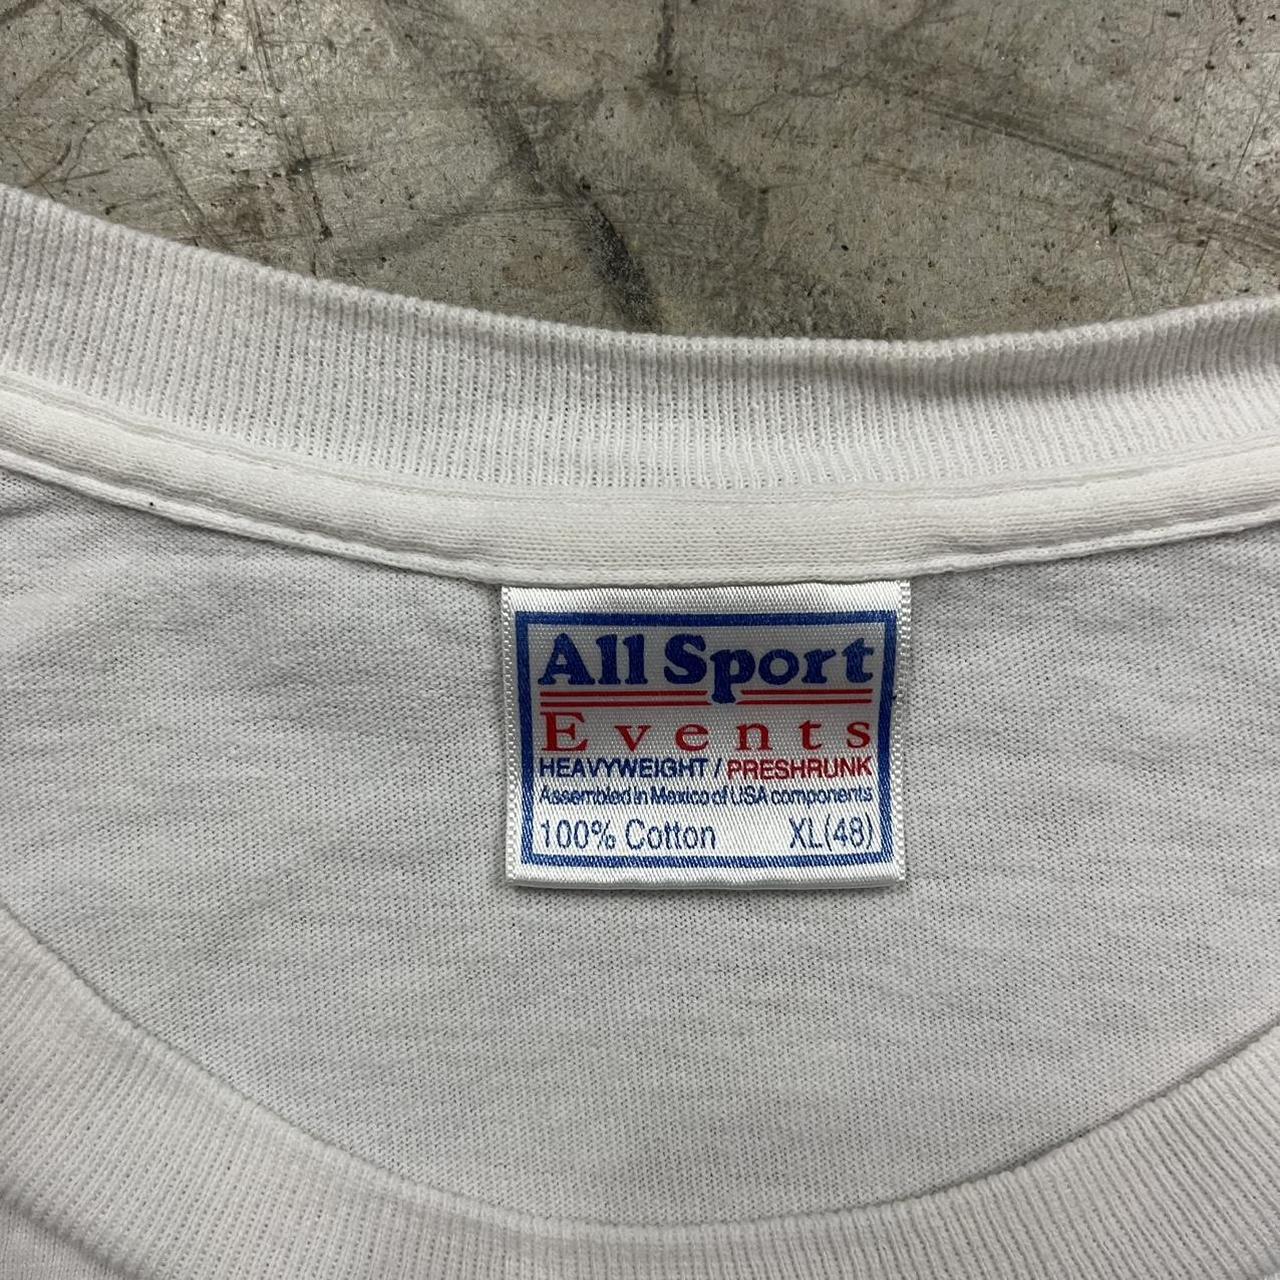 All Sport
Events
HEAVYWEIGHT / PRESHRUNK
Assembled in Mexico of USA components
100% Cotton XL(48)